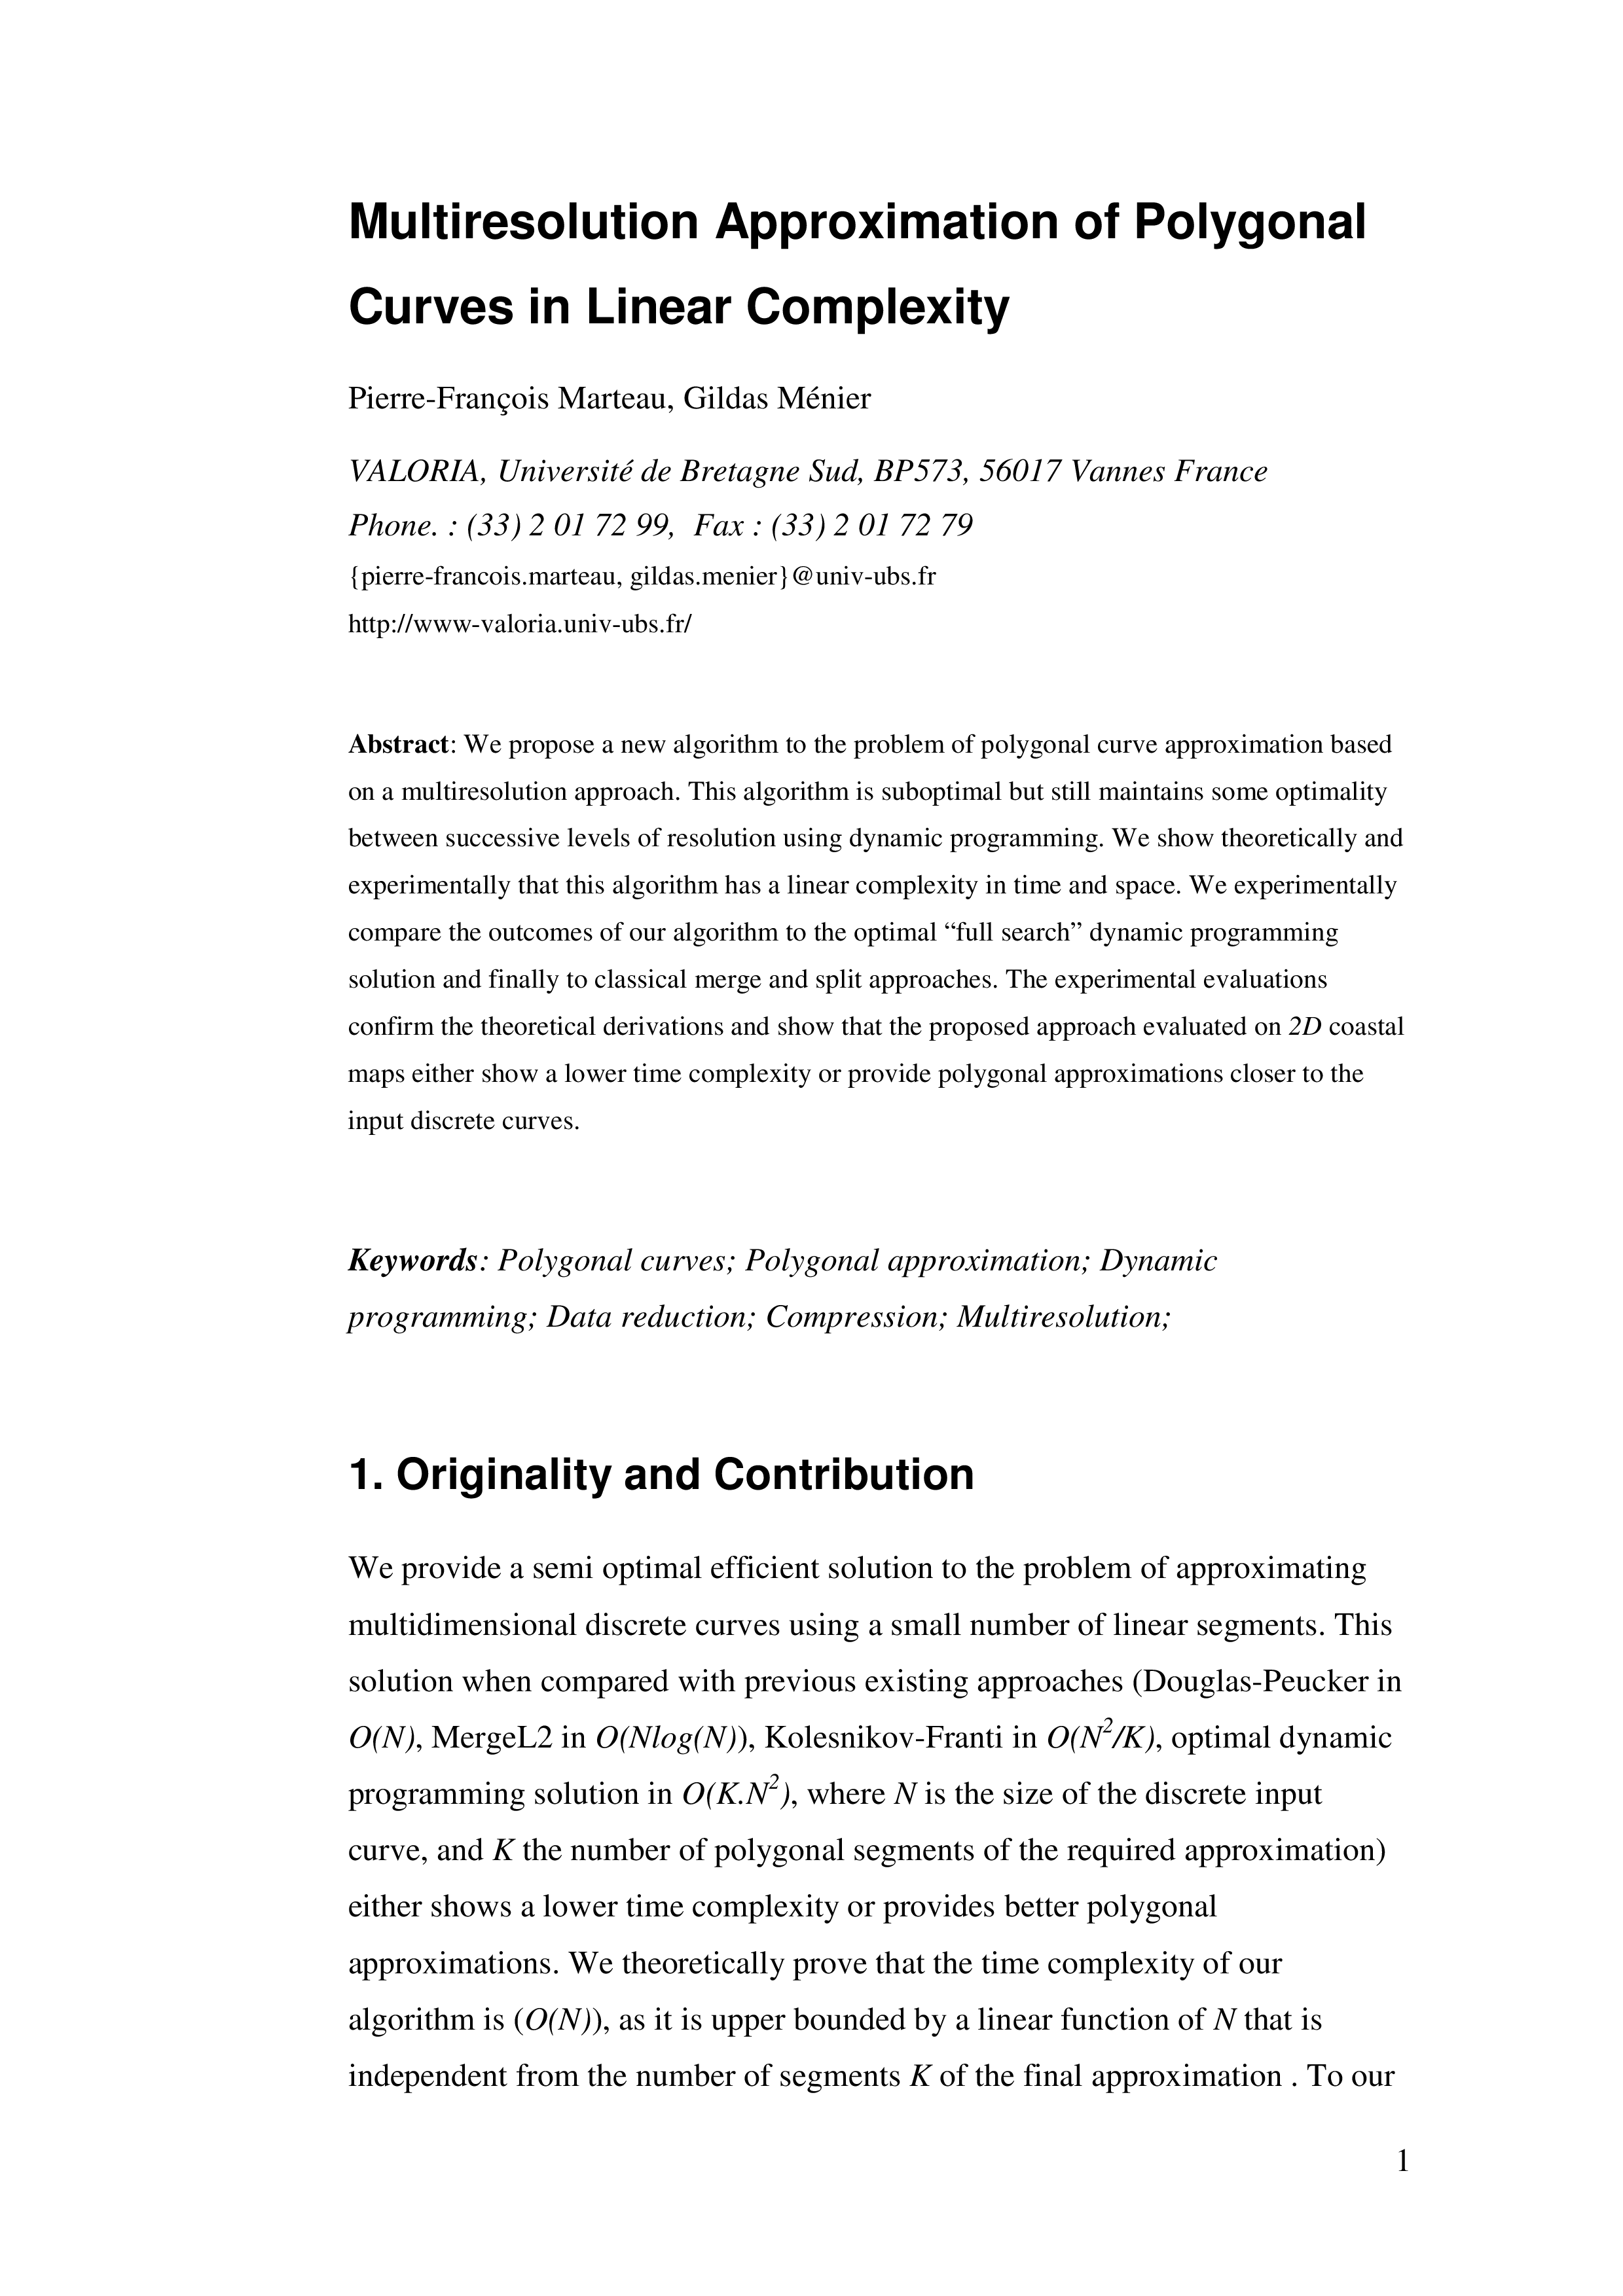 Multiresolution Approximation of Polygonal
Curves in Linear Complexity
Pierre-François Marteau, Gildas Ménier
VALORIA, Université de Bretagne Sud, BP573, 56017 Vannes France
Phone. : (33) 2 01 72 99,  Fax : (33) 2 01 72 79
{pierre-francois.marteau, gildas.menier}@univ-ubs.fr
http://www-valoria.univ-ubs.fr/
Abstract: We propose a new algorithm to the problem of polygonal curve approximation based
on a multiresolution approach. This algorithm is suboptimal but still maintains some optimality
between successive levels of resolution using dynamic programming. We show theoretically and
experimentally that this algorithm has a linear complexity in time and space. We experimentally
compare the outcomes of our algorithm to the optimal “full search” dynamic programming
solution and finally to classical merge and split approaches. The experimental evaluations
confirm the theoretical derivations and show that the proposed approach evaluated on 2D coastal
maps either show a lower time complexity or provide polygonal approximations closer to the
input discrete curves.
Keywords: Polygonal curves; Polygonal approximation; Dynamic
programming; Data reduction; Compression; Multiresolution;
1. Originality and Contribution
We provide a semi optimal efficient solution to the problem of approximating
multidimensional discrete curves using a small number of linear segments. This
solution when compared with previous existing approaches (Douglas-Peucker in
O(N), MergeL2 in O(Nlog(N)), Kolesnikov-Franti in O(N²/K), optimal dynamic
programming solution in O(K.N²), where N is the size of the discrete input
curve, and K the number of polygonal segments of the required approximation)
either shows a lower time complexity or provides better polygonal
approximations. We theoretically prove that the time complexity of our
algorithm is (O(N)), as it is upper bounded by a linear function of N that is
independent from the number of segments K of the final approximation . To our
1